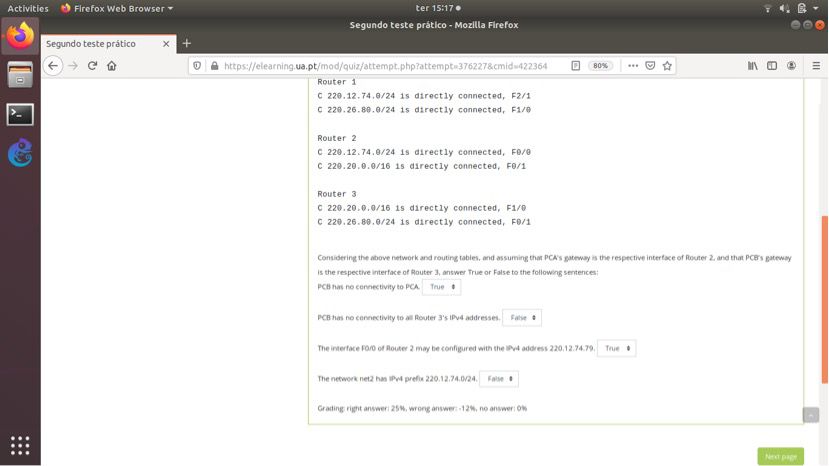 Activities
Firefox Web Browser
ter 15:17
Segundo teste prático - Mozilla Firefox
Segundo teste prático
https://elearning.ua.pt/mod/quiz/attempt.php?attempt=376227&cmid=422364
80%
Router 1
C 220.12.74.0/24 is directly connected, F2/1
C 220.26.80.0/24 is directly connected, F1/0
Router 2
C 220.12.74.0/24 is directly connected, F0/0
C 220.20.0.0/16 is directly connected, F0/1
Router 3
C 220.20.0.0/16 is directly connected, F1/0
C 220.26.80.0/24 is directly connected, F0/1
Considering the above network and routing tables, and assuming that PCA's gateway is the respective interface of Router 2, and that PCB's gateway
is the respective interface of Router 3, answer True or False to the following sentences:
PCB has no connectivity to PCA. True
PCB has no connectivity to all Router 3's IPv4 addresses. False
The interface F0/0 of Router 2 may be configured with the IPv4 address 220.12.74.79. True
The network net2 has IPv4 prefix 220.12.74.0/24. False
Grading: right answer: 25%, wrong answer: -12%, no answer: 0%
Next page